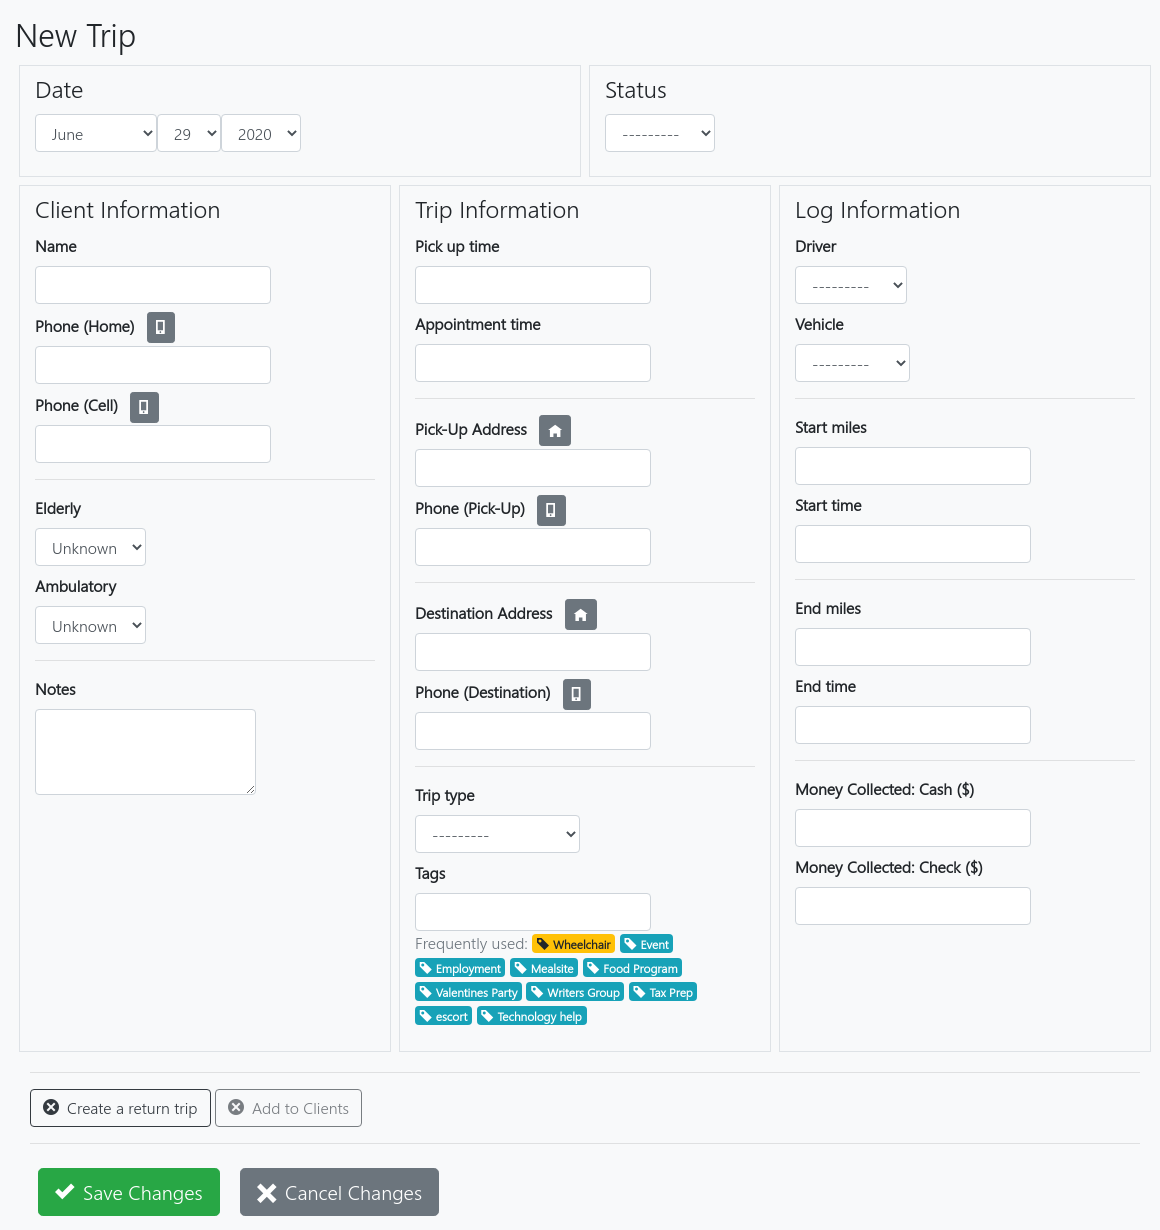 New Trip
Date
June 29 2020
Status
---------
Client Information
Name
Phone (Home)
Phone (Cell)
Elderly
Unknown
Ambulatory
Unknown
Notes
Trip Information
Pick up time
Appointment time
Pick-Up Address
Phone (Pick-Up)
Destination Address
Phone (Destination)
Trip type
---------
Tags
Frequently used: Wheelchair Event
Employment Mealsite Food Program
Valentines Party Writers Group Tax Prep
escort Technology help
Log Information
Driver
---------
Vehicle
---------
Start miles
Start time
End miles
End time
Money Collected: Cash ($)
Money Collected: Check ($)
Create a return trip Add to Clients
Save Changes Cancel Changes